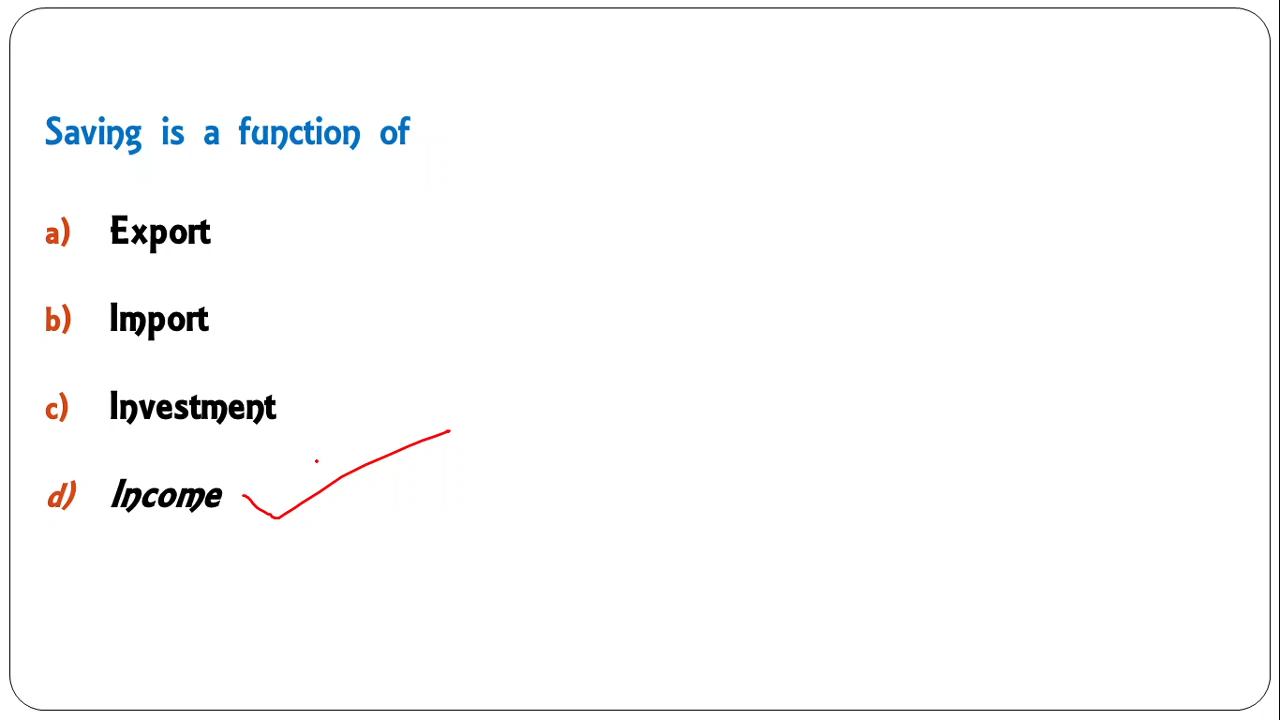 Saving is a function of
a) Export
b) Import
c) Investment
d) Income